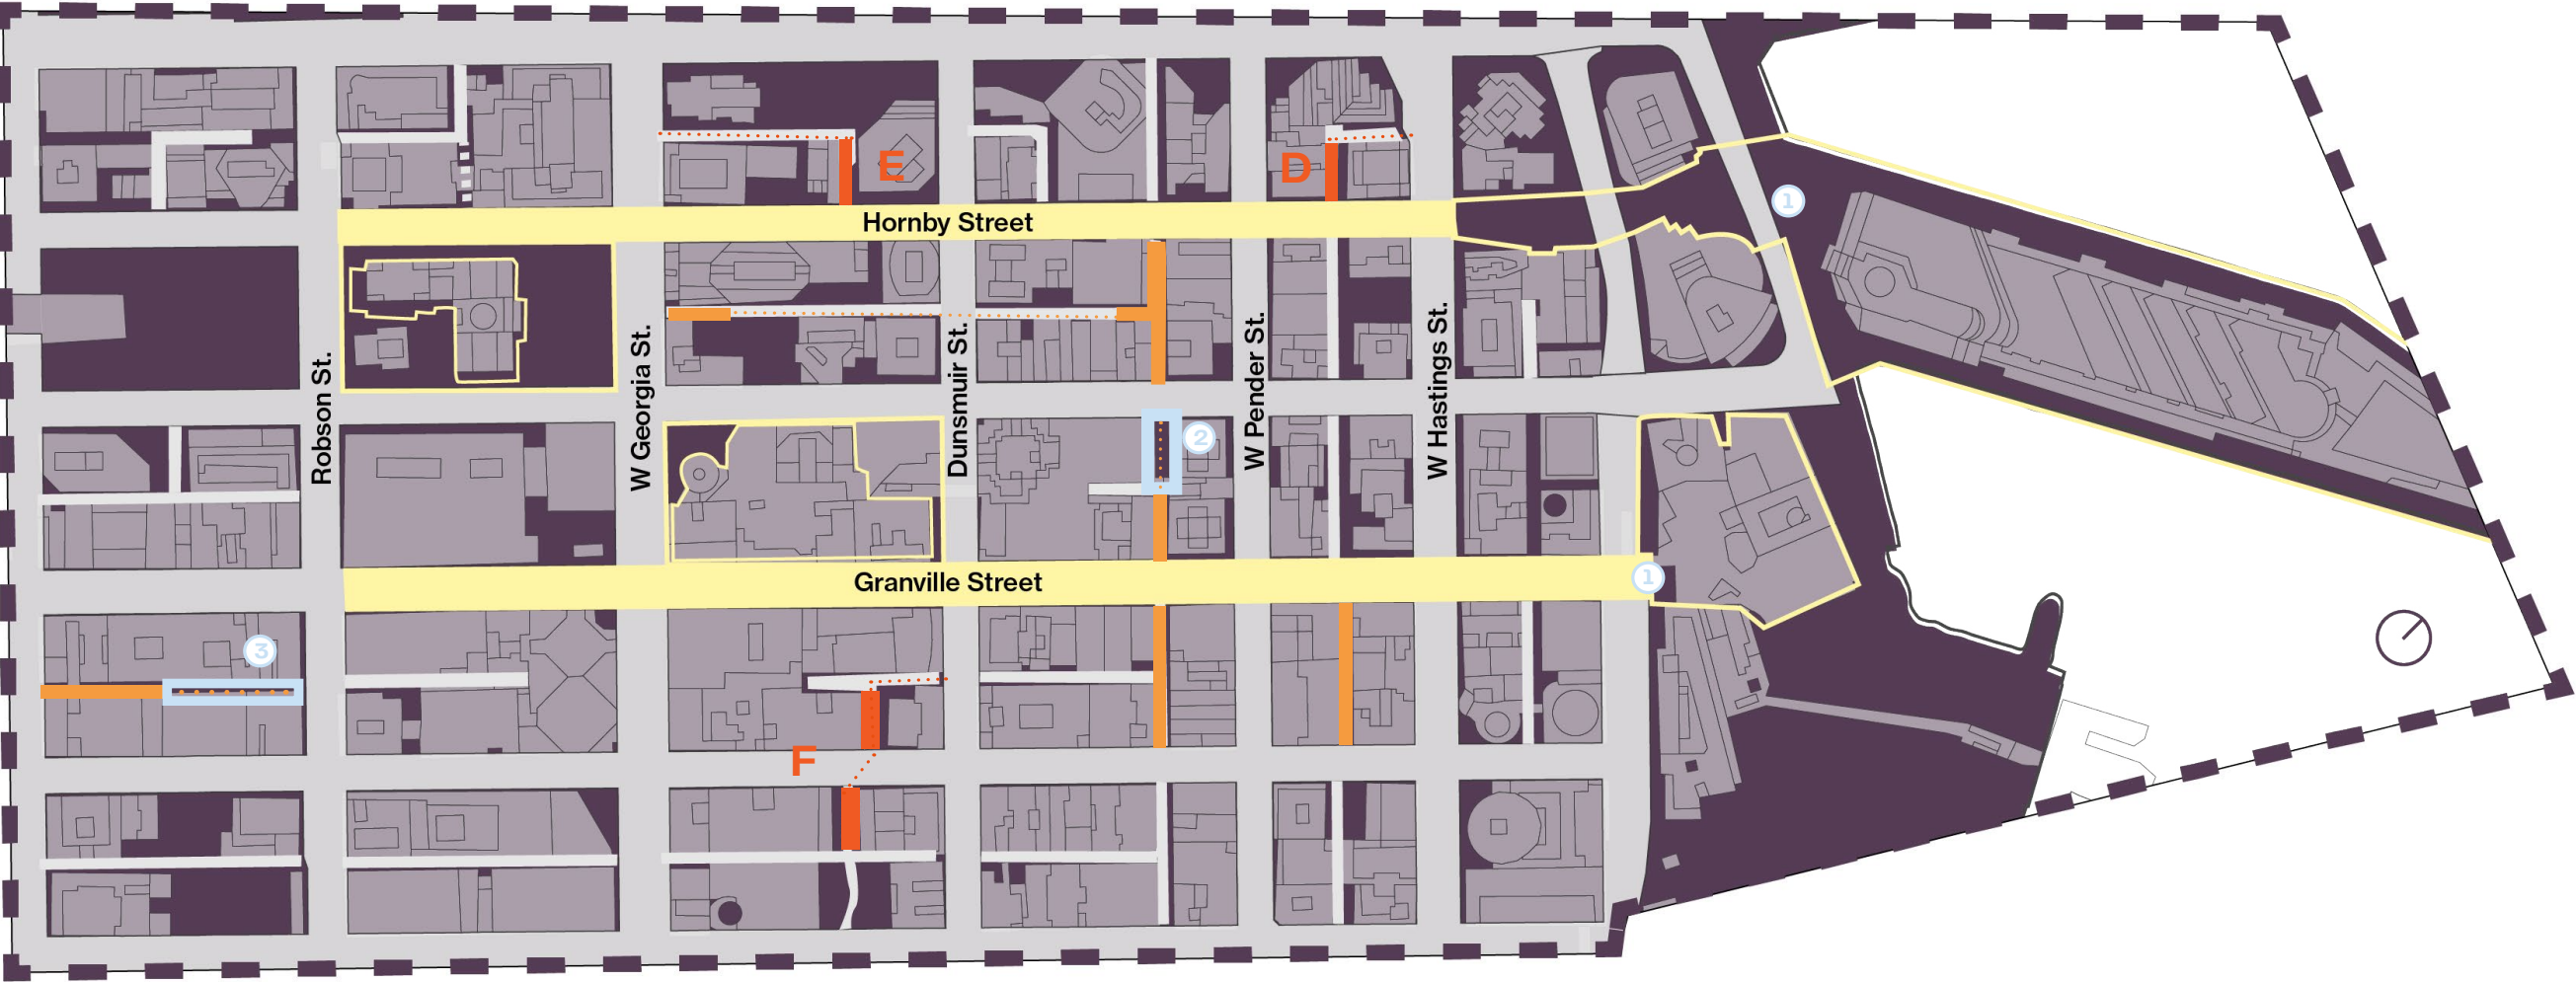 E
D
1
Hornby Street
Robson St.
W Georgia St.
Dunsmuir St.
W Pender St.
W Hastings St.
2
Granville Street
1
3
F